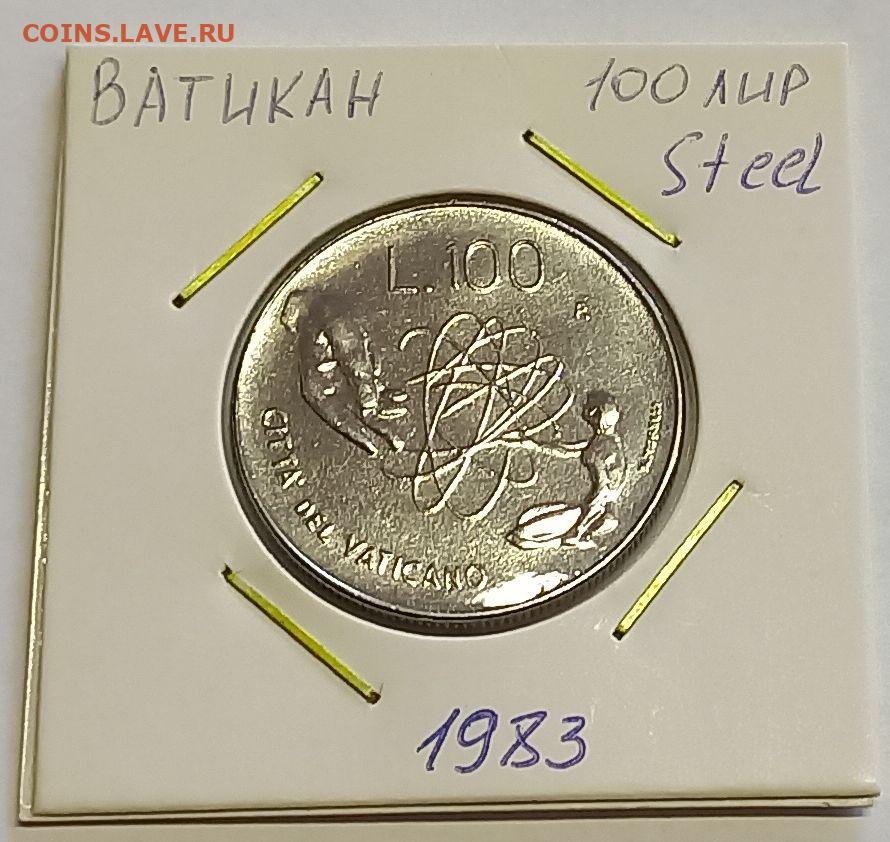 COINS.LAVE.RU
ВАТИКАН 100 ЛИР
Steel
L.100
R
CITTA' DEL VATICANO
1983